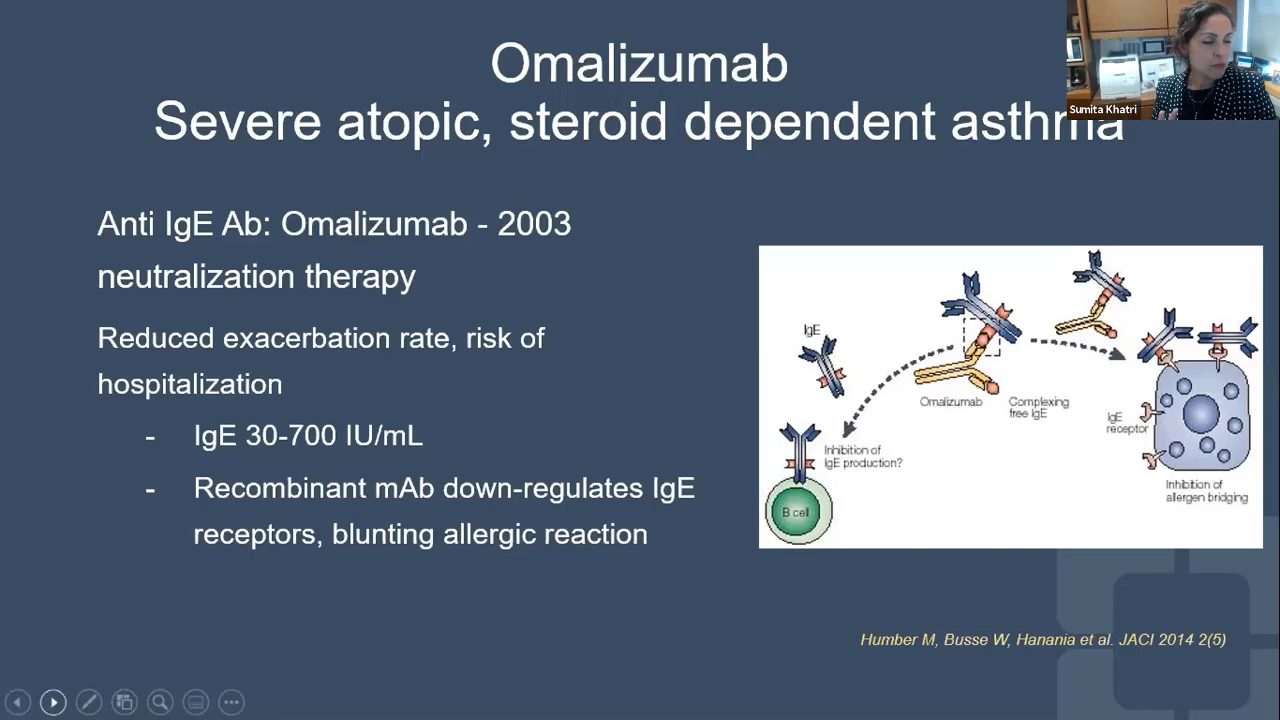 Omalizumab
Severe atopic, steroid dependent asthma
Sumita Khatri
Anti IgE Ab: Omalizumab - 2003
neutralization therapy
Reduced exacerbation rate, risk of
hospitalization
- IgE 30-700 IU/mL
- Recombinant mAb down-regulates IgE
receptors, blunting allergic reaction
IgE
Omalizumab
Complexing
free IgE
IgE
receptor
Inhibition of
IgE production?
B cell
Inhibition of
allergen bridging
Humber M, Busse W, Hanania et al. JACI 2014 2(5)